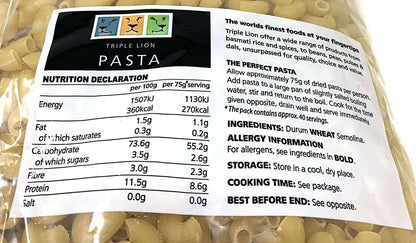 TRIPLE LION
PASTA
NUTRITION DECLARATION
per 100g per 75g*serving
Energy 1507kJ 1130kJ
360kcal 270kcal
Fat 1.5g 1.1g
of which saturates 0.3g 0.2g
Carbohydrate 73.6g 55.2g
of which sugars 3.5g 2.6g
Fibre 3.0g 2.3g
Protein 11.5g 8.6g
Salt 0.0g 0.0g
The worlds finest foods at your fingertips
Triple Lion offer a wide range of products from
basmati rice and spices, to beans, peas, pulses &
dals, unsurpassed for quality, choice and value.
THE PERFECT PASTA
Allow approximately 75g of dried pasta per person.
Add pasta to a large pan of slightly salted boiling
water, stir and return to the boil. Cook for the time
given opposite, drain well and serve immediately.
*The pack contains approx. 40 servings.
INGREDIENTS: Durum WHEAT Semolina.
ALLERGY INFORMATION
For allergens, see ingredients in BOLD.
STORAGE: Store in a cool, dry place.
COOKING TIME: See package.
BEST BEFORE END: See opposite.